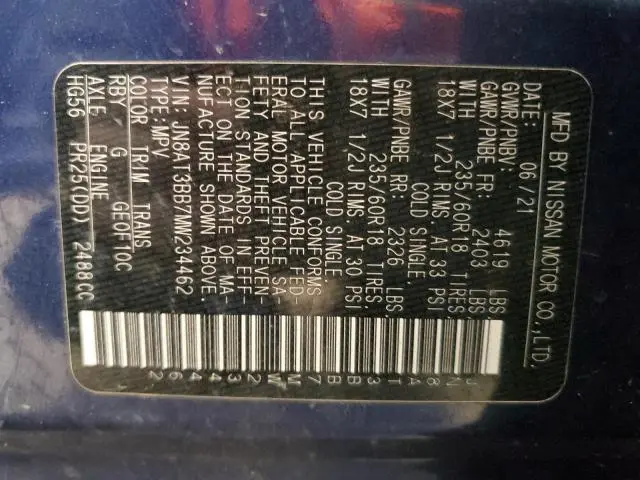 MFD BY NISSAN MOTOR CO.,LTD.
DATE: 06/21
GVWR/PNBV: 4619 LBS.
GAWR/PNBE FR: 2403 LBS.
WITH 235/60R18 TIRES
18X7 1/2J RIMS AT 33 PSI
COLD SINGLE.
GAWR/PNBE RR: 2326 LBS.
WITH 235/60R18 TIRES
18X7 1/2J RIMS AT 30 PSI
COLD SINGLE.
THIS VEHICLE CONFORMS
TO ALL APPLICABLE FED-
ERAL MOTOR VEHICLE SA-
FETY AND THEFT PREVEN-
TION STANDARDS IN EFF-
ECT ON THE DATE OF MA-
NUFACTURE SHOWN ABOVE.
VIN: JN8AT3BB7MW234462
TYPE: MPV
COLOR TRIM TRANS
RBY G GE0F10C
AXLE ENGINE
HG56 PR25(DD) 2488CC
JN8AT3BB7MW234462